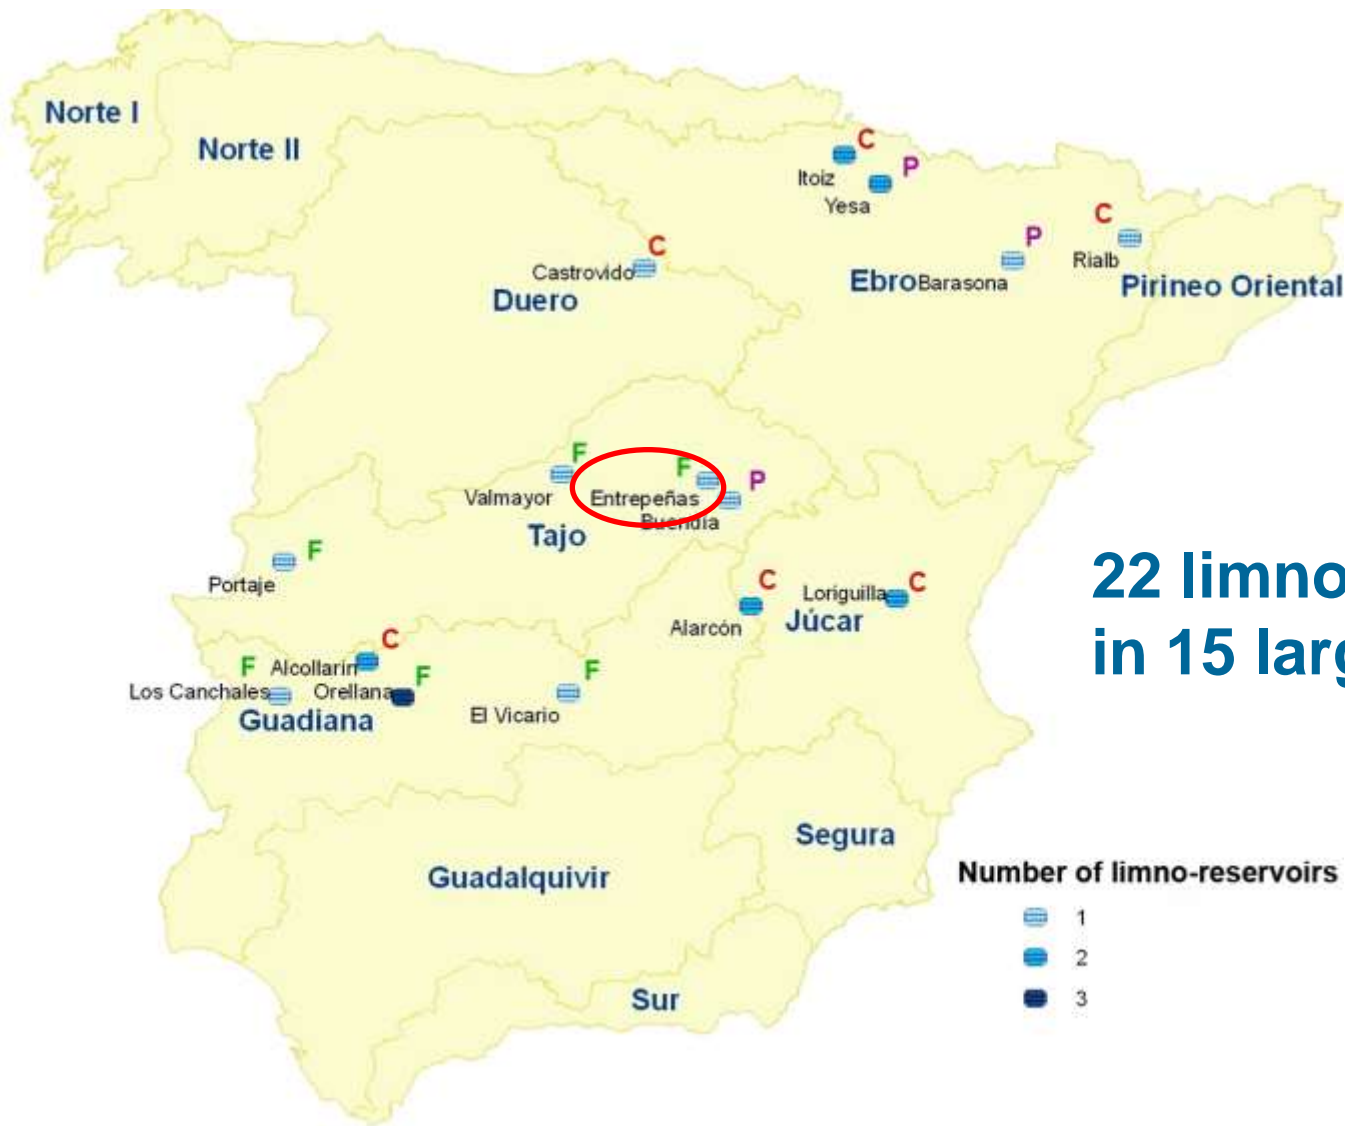 Norte I
Norte II
C
Itoiz
P
Yesa
C
Rialb
P
Barasona
Ebro
Pirineo Oriental
C
Castrovido
Duero
F
Valmayor
F
Entrepeñas
P
Buendia
Tajo
F
Portaje
C
Alarcón
C
Loriguilla
Júcar
22 limno
in 15 larg
C
Alcollarin
F
Los Canchales
F
Orellana
F
El Vicario
Guadiana
Segura
Guadalquivir
Sur
Number of limno-reservoirs
1
2
3